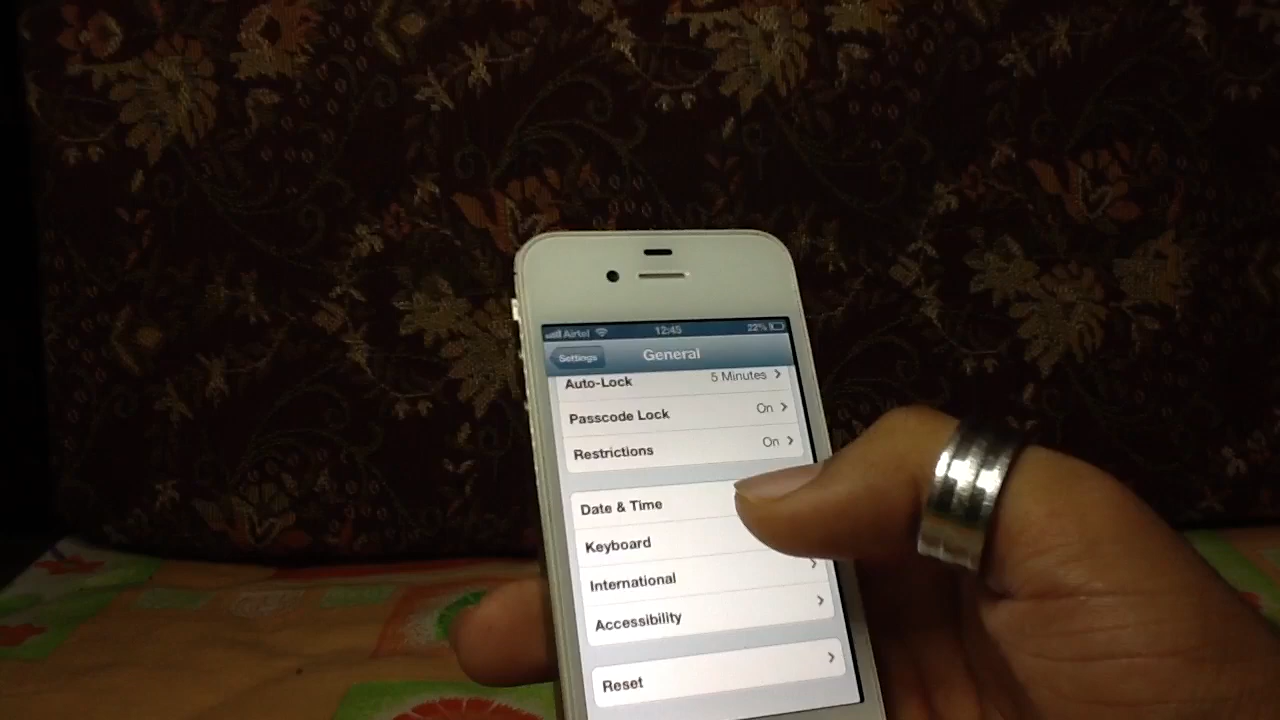 Airtel 12:45 22%
Settings General
Auto-Lock 5 Minutes
Passcode Lock On
Restrictions On
Date & Time
Keyboard
International
Accessibility
Reset